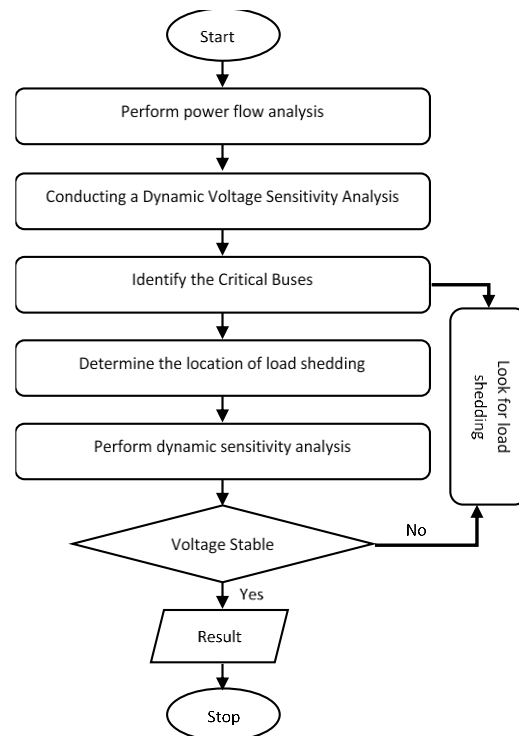 Start
Perform power flow analysis
Conducting a Dynamic Voltage Sensitivity Analysis
Identify the Critical Buses
Determine the location of load shedding
Look for load
shedding
Perform dynamic sensitivity analysis
Voltage Stable
No
Yes
Result
Stop